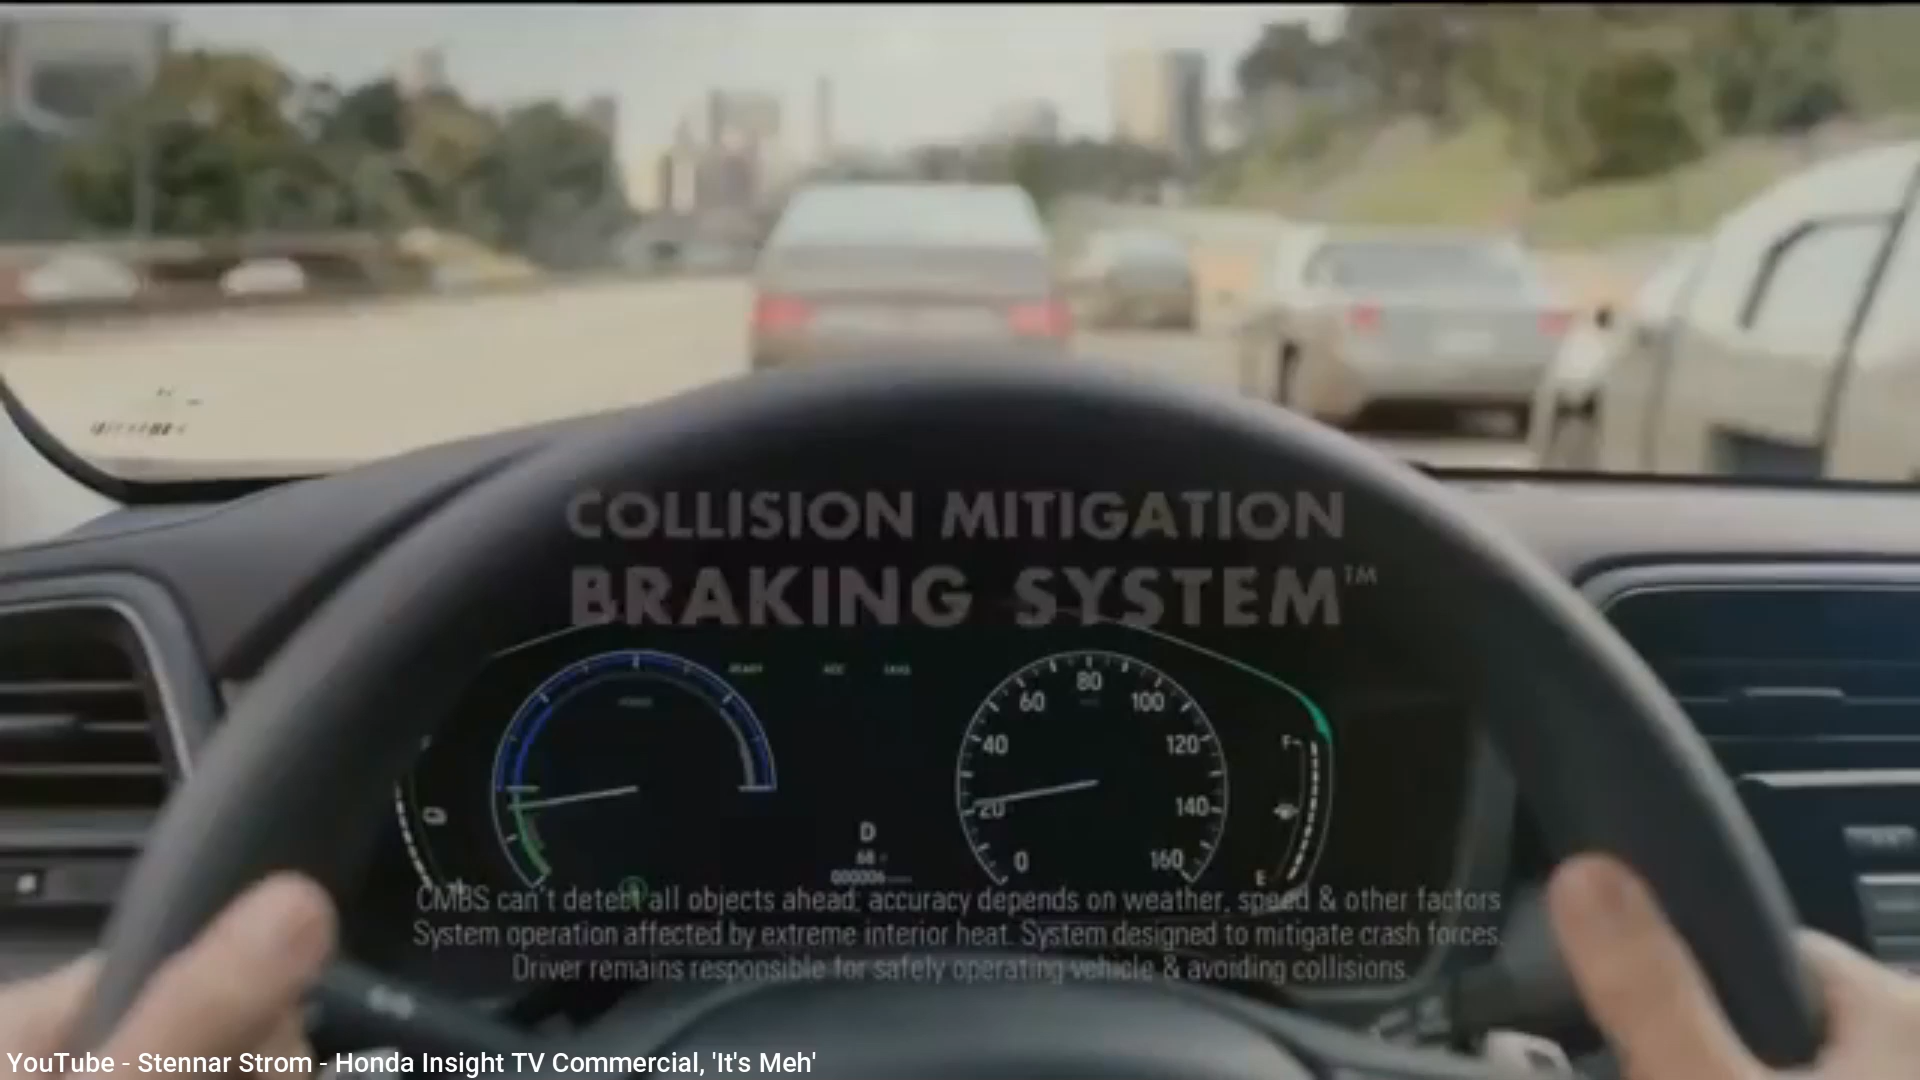 COLLISION MITIGATION
BRAKING SYSTEM™
READY
60 80 100
40 120
20 140
0 160
F
E
D
68
000006
CMBS can't detect all objects ahead; accuracy depends on weather, speed & other factors
System operation affected by extreme interior heat. System designed to mitigate crash forces.
Driver remains responsible for safely operating vehicle & avoiding collisions.
YouTube - Stennar Strom - Honda Insight TV Commercial, 'It's Meh'